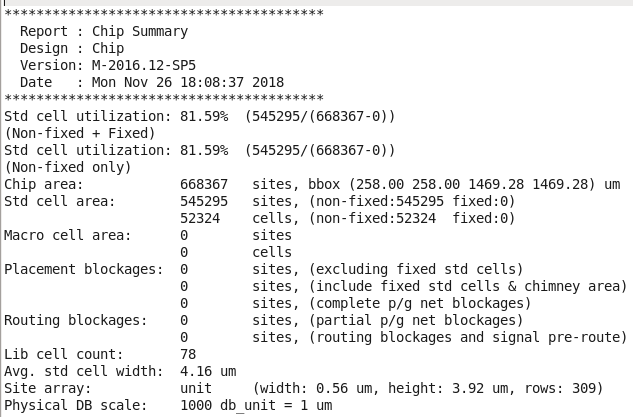 ****************************************
  Report : Chip Summary
  Design : Chip
  Version: M-2016.12-SP5
  Date   : Mon Nov 26 18:08:37 2018
****************************************
Std cell utilization: 81.59%  (545295/(668367-0))
(Non-fixed + Fixed)
Std cell utilization: 81.59%  (545295/(668367-0))
(Non-fixed only)
Chip area:            668367   sites, bbox (258.00 258.00 1469.28 1469.28) um
Std cell area:        545295   sites, (non-fixed:545295 fixed:0)
                      52324    cells, (non-fixed:52324  fixed:0)
Macro cell area:      0        sites
                      0        cells
Placement blockages:  0        sites, (excluding fixed std cells)
                      0        sites, (include fixed std cells & chimney area)
                      0        sites, (complete p/g net blockages)
Routing blockages:    0        sites, (partial p/g net blockages)
                      0        sites, (routing blockages and signal pre-route)
Lib cell count:       78
Avg. std cell width:  4.16 um
Site array:           unit     (width: 0.56 um, height: 3.92 um, rows: 309)
Physical DB scale:    1000 db_unit = 1 um